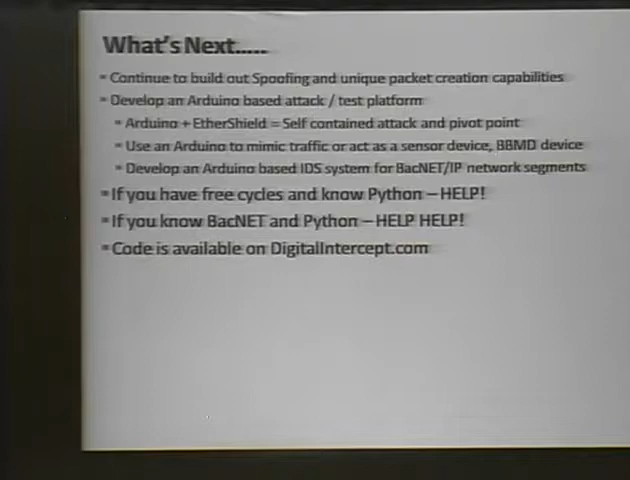 What's Next.....
Continue to build out Spoofing and unique packet creation capabilities
Develop an Arduino based attack / test platform
Arduino + EtherShield = Self contained attack and pivot point
Use an Arduino to mimic traffic or act as a sensor device, BBMD device
Develop an Arduino based IDS system for BacNET/IP network segments
If you have free cycles and know Python – HELP!
If you know BacNET and Python – HELP HELP!
Code is available on DigitalIntercept.com